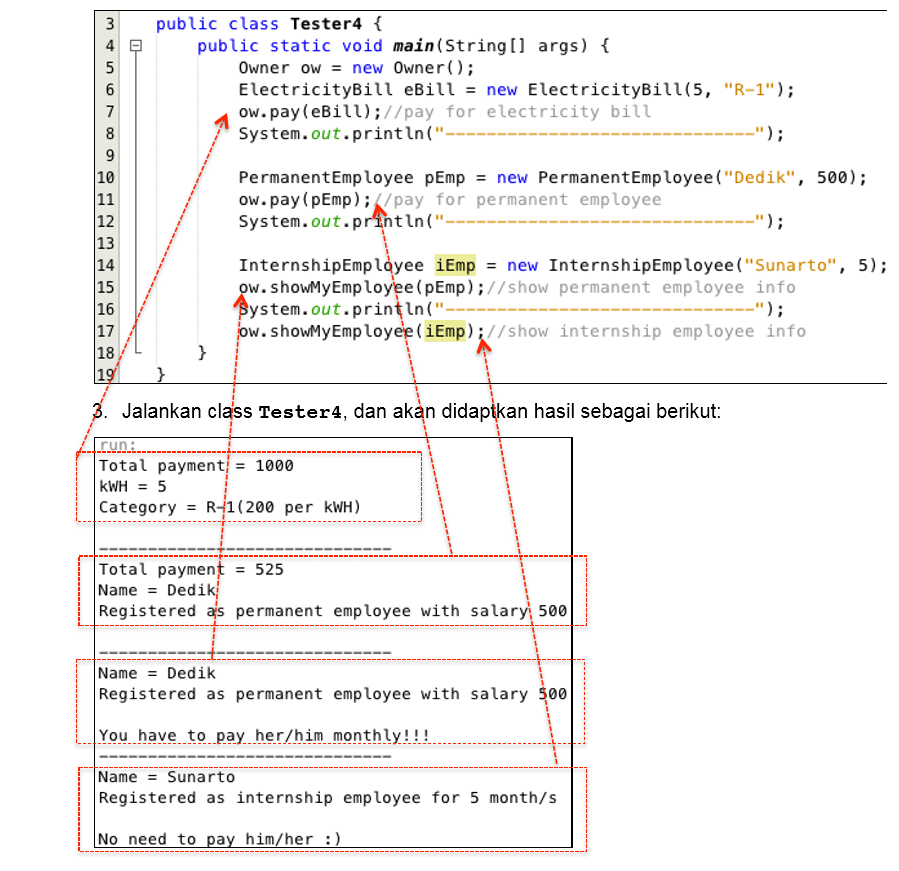 3 public class Tester4 {
4 public static void main(String[] args) {
5 Owner ow = new Owner();
6 ElectricityBill eBill = new ElectricityBill(5, "R-1");
7 ow.pay(eBill);//pay for electricity bill
8 System.out.println("------------------------------");
9
10 PermanentEmployee pEmp = new PermanentEmployee("Dedik", 500);
11 ow.pay(pEmp);//pay for permanent employee
12 System.out.println("------------------------------");
13
14 InternshipEmployee iEmp = new InternshipEmployee("Sunarto", 5);
15 ow.showMyEmployee(pEmp);//show permanent employee info
16 System.out.println("------------------------------");
17 ow.showMyEmployee(iEmp);//show internship employee info
18 }
19 }
3. Jalankan class Tester4, dan akan didaptkan hasil sebagai berikut:
run:
Total payment = 1000
kWH = 5
Category = R-1(200 per kWH)
------------------------------
Total payment = 525
Name = Dedik
Registered as permanent employee with salary 500
------------------------------
Name = Dedik
Registered as permanent employee with salary 500
You have to pay her/him monthly!!!
------------------------------
Name = Sunarto
Registered as internship employee for 5 month/s
No need to pay him/her :)